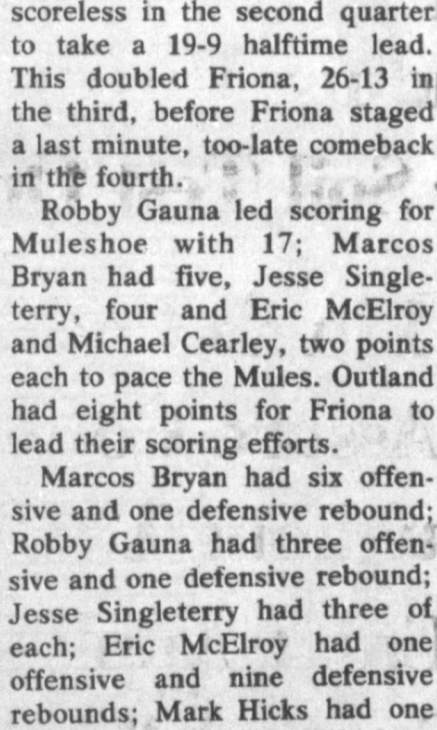 scoreless in the second quarter
to take a 19-9 halftime lead.
This doubled Friona, 26-13 in
the third, before Friona staged
a last minute, too-late comeback
in the fourth.
Robby Gauna led scoring for
Muleshoe with 17; Marcos
Bryan had five, Jesse Single-
terry, four and Eric McElroy
and Michael Cearley, two points
each to pace the Mules. Outland
had eight points for Friona to
lead their scoring efforts.
Marcos Bryan had six offen-
sive and one defensive rebound;
Robby Gauna had three offen-
sive and one defensive rebound;
Jesse Singleterry had three of
each; Eric McElroy had one
offensive and nine defensive
rebounds; Mark Hicks had one